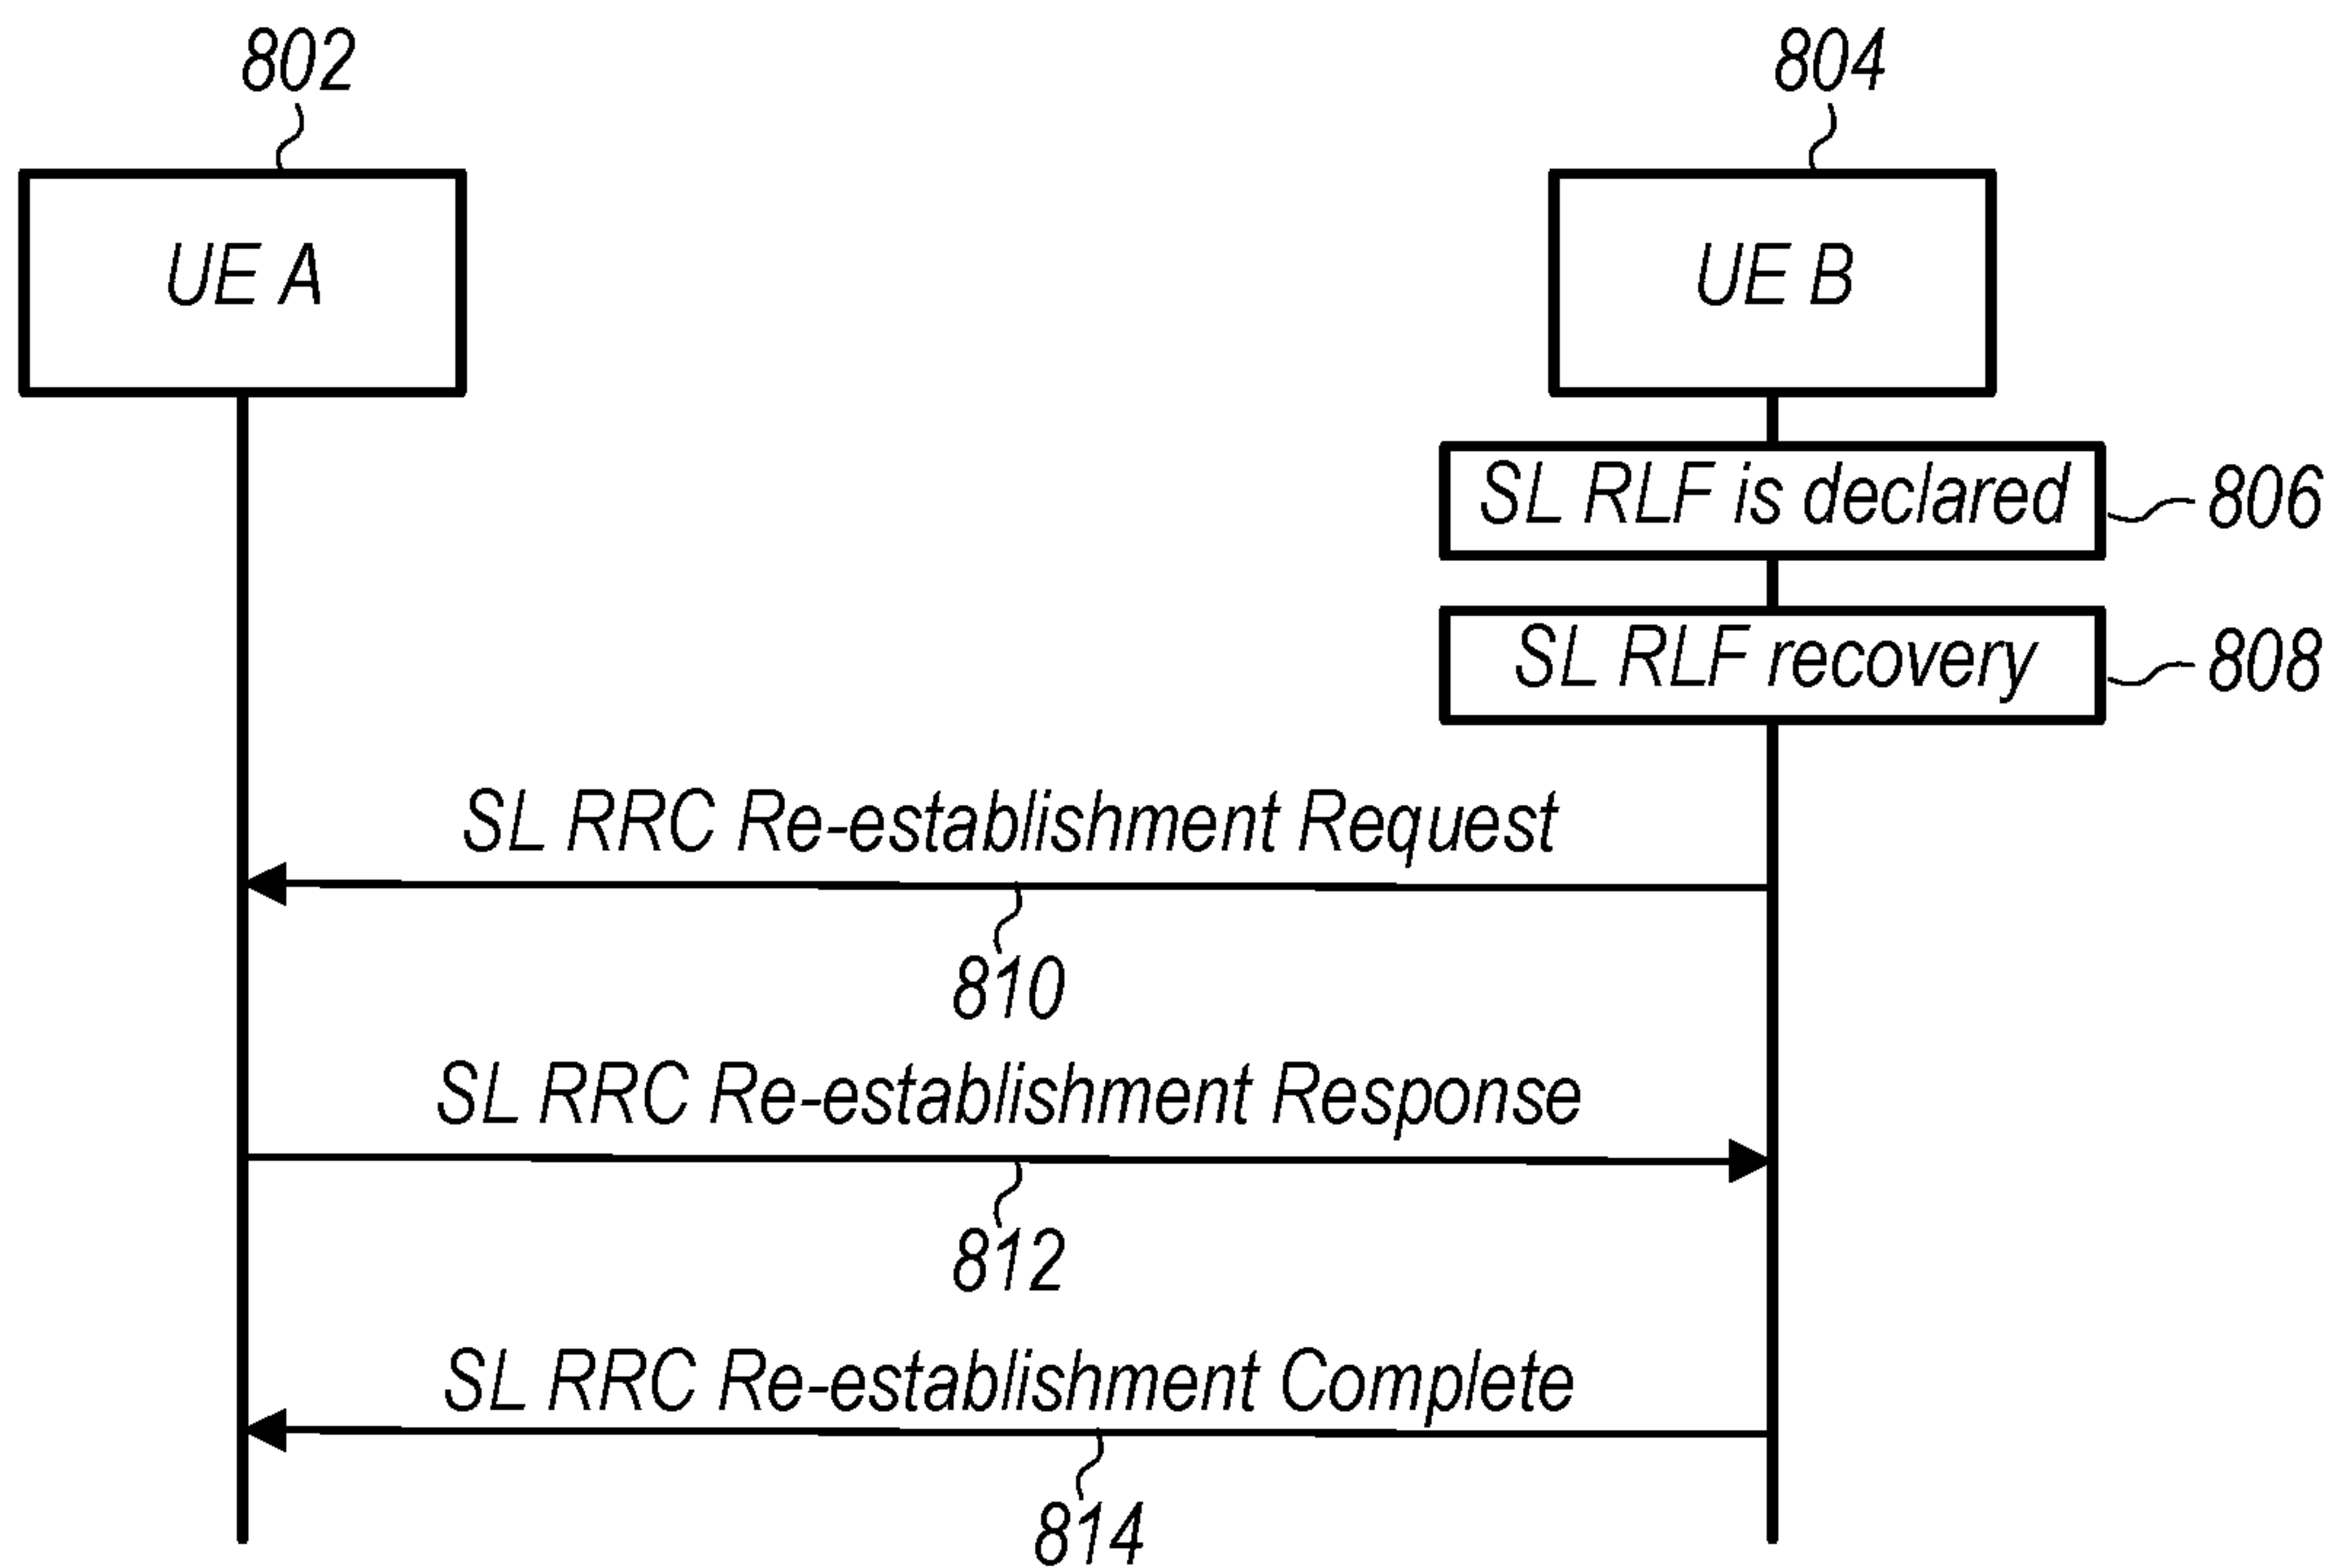 802
804
UE A
UE B
SL RLF is declared
806
SL RLF recovery
808
SL RRC Re-establishment Request
810
SL RRC Re-establishment Response
812
SL RRC Re-establishment Complete
814